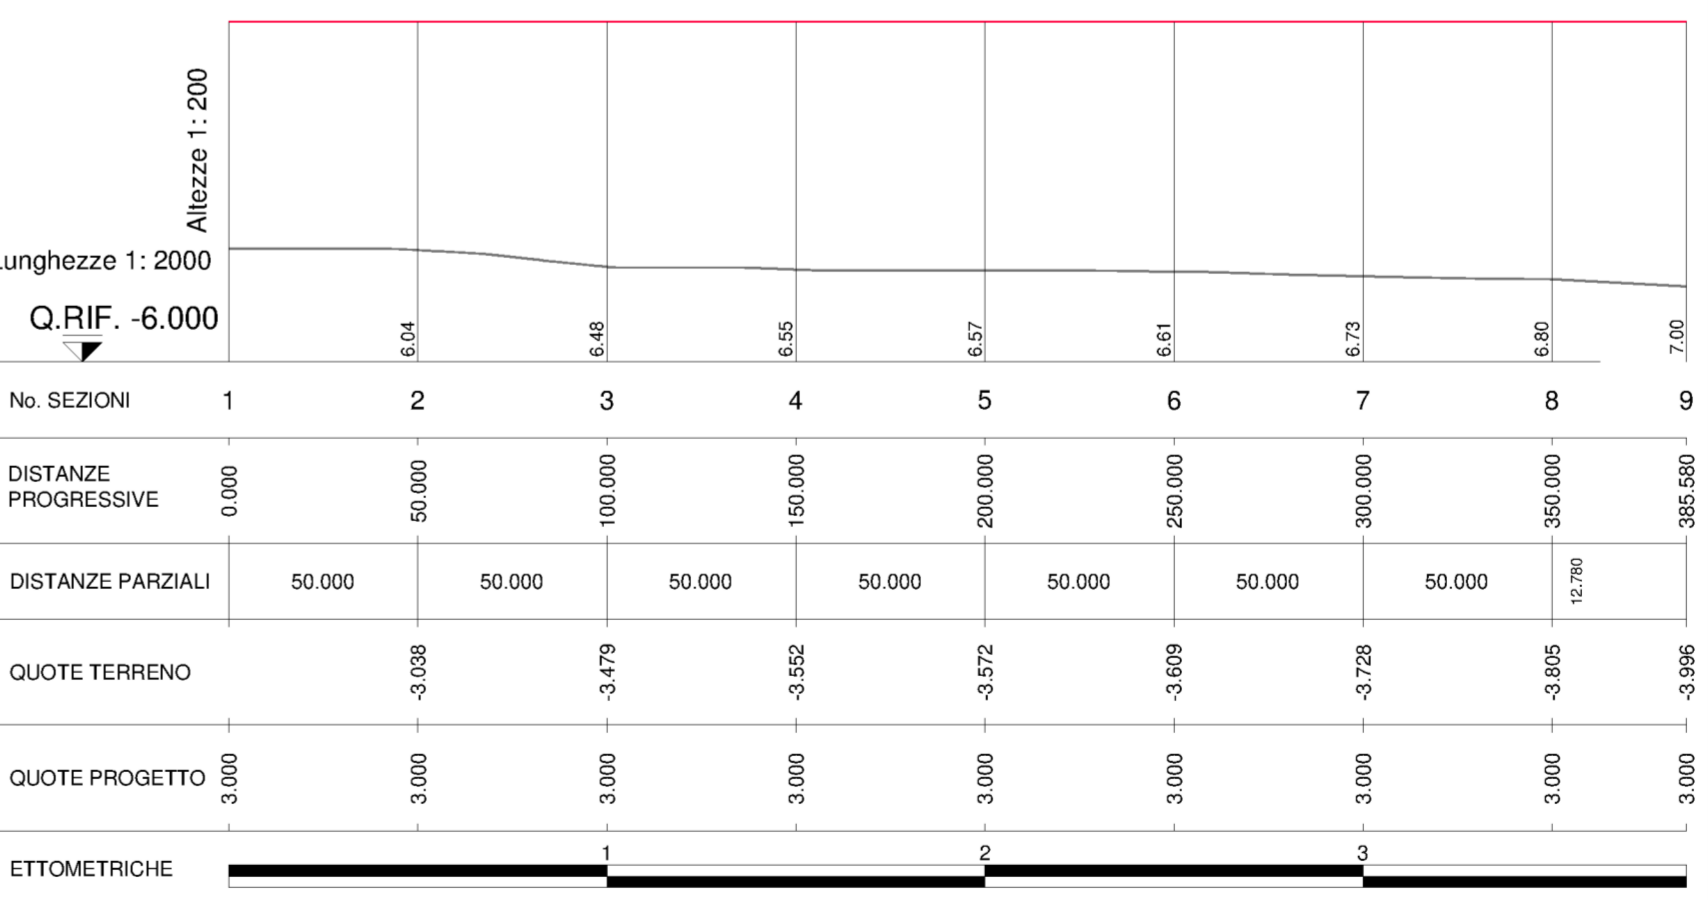 Altezze 1: 200
Lunghezze 1: 2000
Q.RIF. -6.000
6.04 6.48 6.55 6.57 6.61 6.73 6.80 7.00
No. SEZIONI 1 2 3 4 5 6 7 8 9
DISTANZE
PROGRESSIVE 0.000 50.000 100.000 150.000 200.000 250.000 300.000 350.000 385.580
DISTANZE PARZIALI 50.000 50.000 50.000 50.000 50.000 50.000 50.000 12.780
QUOTE TERRENO -3.038 -3.479 -3.552 -3.572 -3.609 -3.728 -3.805 -3.996
QUOTE PROGETTO 3.000 3.000 3.000 3.000 3.000 3.000 3.000 3.000 3.000
ETTOMETRICHE 1 2 3